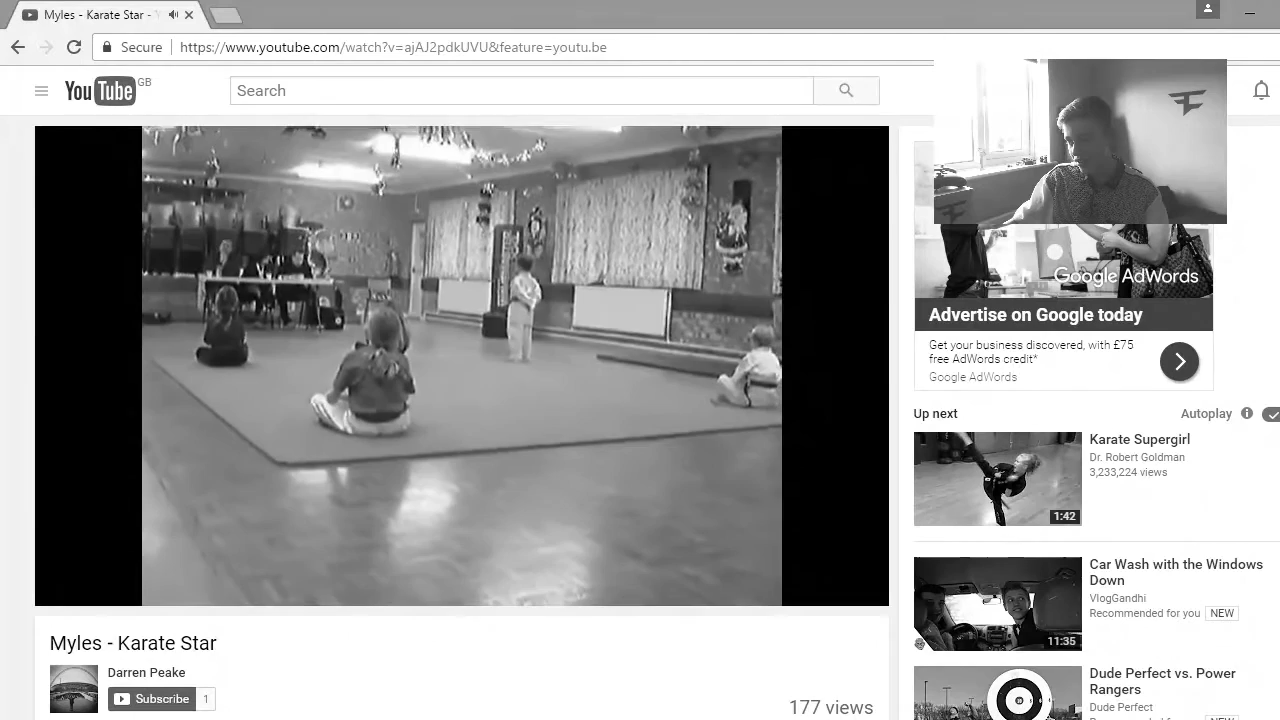 Myles - Karate Star -
Secure
https://www.youtube.com/watch?v=ajAJ2pdkUVU&feature=youtu.be
YouTube GB
Search
Google AdWords
Advertise on Google today
Get your business discovered, with £75
free AdWords credit*
Google AdWords
Up next
Autoplay
Karate Supergirl
Dr. Robert Goldman
3,233,224 views
1:42
Car Wash with the Windows
Down
VlogGandhi
Recommended for you NEW
11:35
Myles - Karate Star
Darren Peake
Subscribe 1
177 views
Dude Perfect vs. Power
Rangers
Dude Perfect
NEW